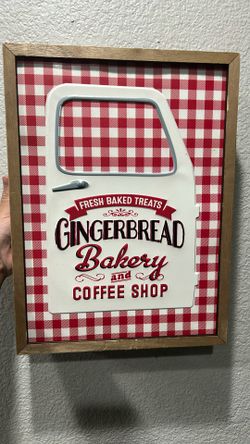 FRESH BAKED TREATS
GINGERBREAD
Bakery
and
COFFEE SHOP